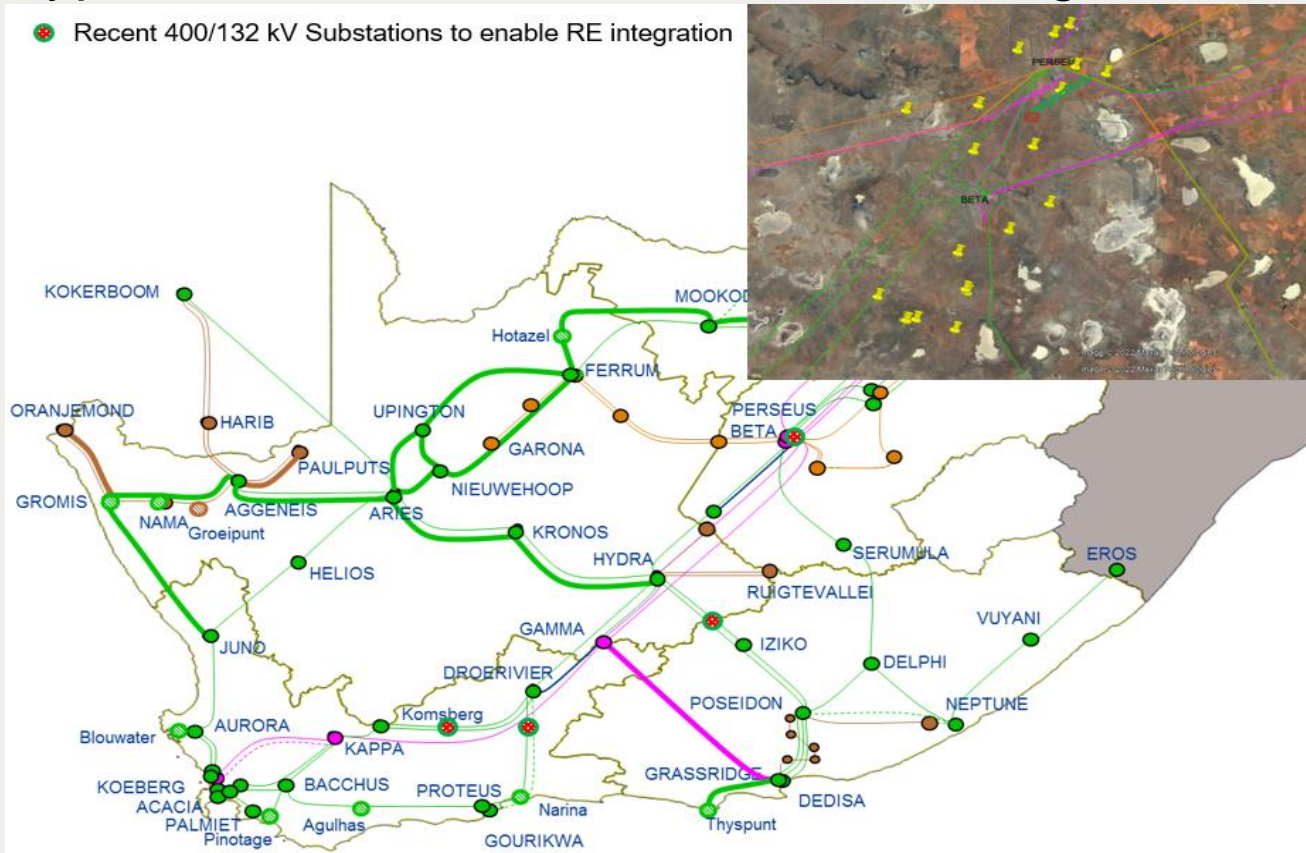 Recent 400/132 kV Substations to enable RE integration
BETA
KOKERBOOM
MOOKOD
Hotazel
FERRUM
ORANJEMOND
HARIB
UPINGTON
PERSEUS
BETA
GARONA
PAULPUTS
NIEUWEHOOP
GROMIS
NAMA
AGGENEIS
ARIES
Groeipunt
KRONOS
HYDRA
SERUMULA
EROS
HELIOS
RUIGTEVALLEI
VUYANI
GAMMA
JUNO
IZIKO
DROERIVIER
DELPHI
POSEIDON
NEPTUNE
AURORA
Komsberg
Blouwater
KAPPA
GRASSRIDGE
KOEBERG
BACCHUS
PROTEUS
DEDISA
ACACIA
Narina
PALMIET
Agulhas
Thyspunt
Pinotage
GOURIKWA